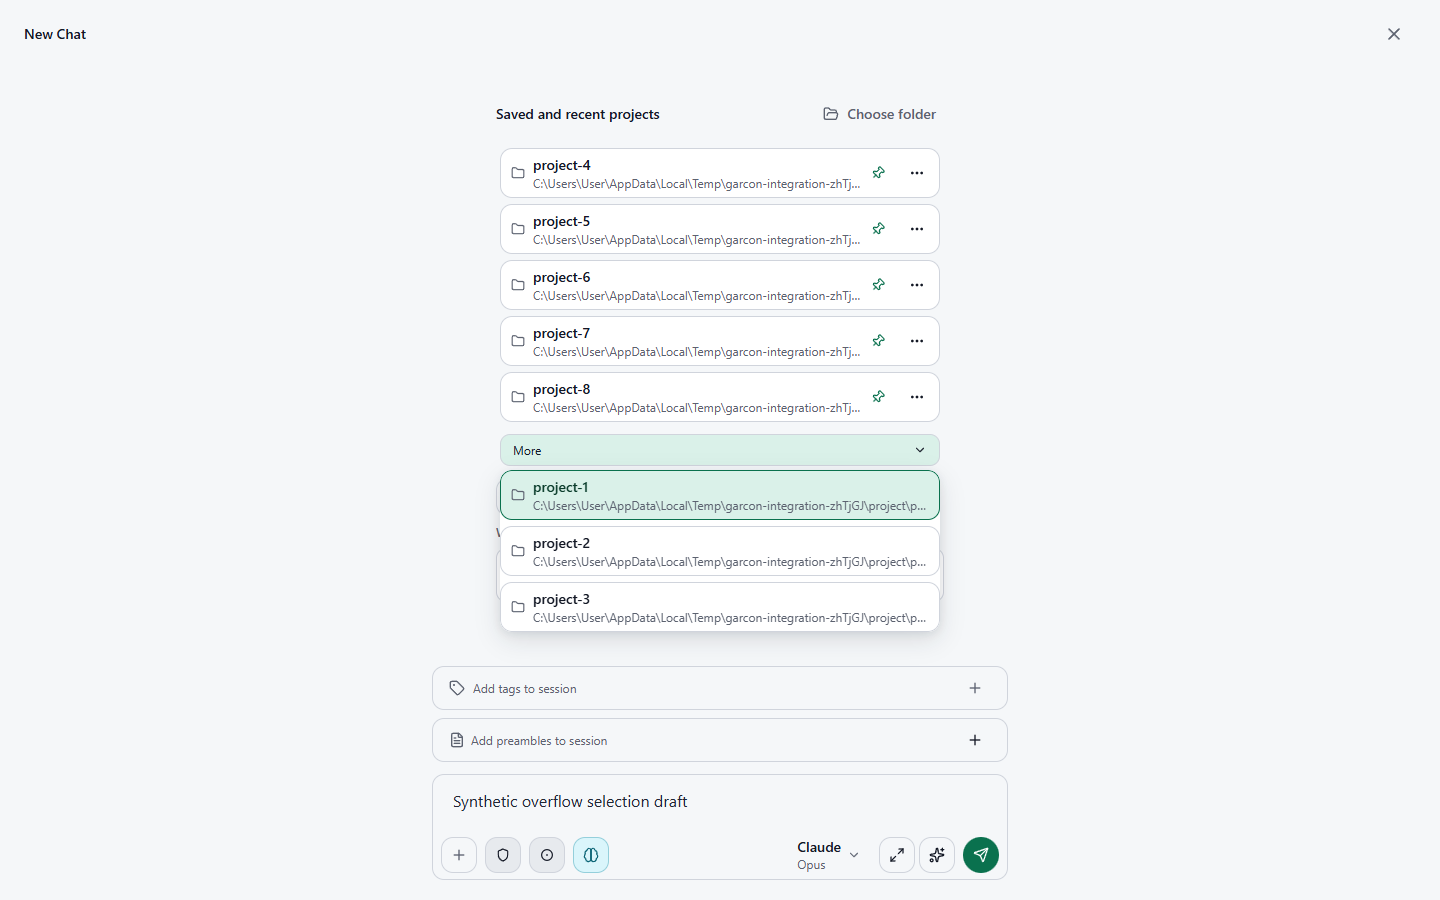 New Chat
Saved and recent projects
Choose folder
project-4
C:\Users\User\AppData\Local\Temp\garcon-integration-zhTj...
project-5
C:\Users\User\AppData\Local\Temp\garcon-integration-zhTj...
project-6
C:\Users\User\AppData\Local\Temp\garcon-integration-zhTj...
project-7
C:\Users\User\AppData\Local\Temp\garcon-integration-zhTj...
project-8
C:\Users\User\AppData\Local\Temp\garcon-integration-zhTj...
More
project-1
C:\Users\User\AppData\Local\Temp\garcon-integration-zhTjGJ\project\p...
project-2
C:\Users\User\AppData\Local\Temp\garcon-integration-zhTjGJ\project\p...
project-3
C:\Users\User\AppData\Local\Temp\garcon-integration-zhTjGJ\project\p...
Add tags to session
Add preambles to session
Synthetic overflow selection draft
Claude
Opus